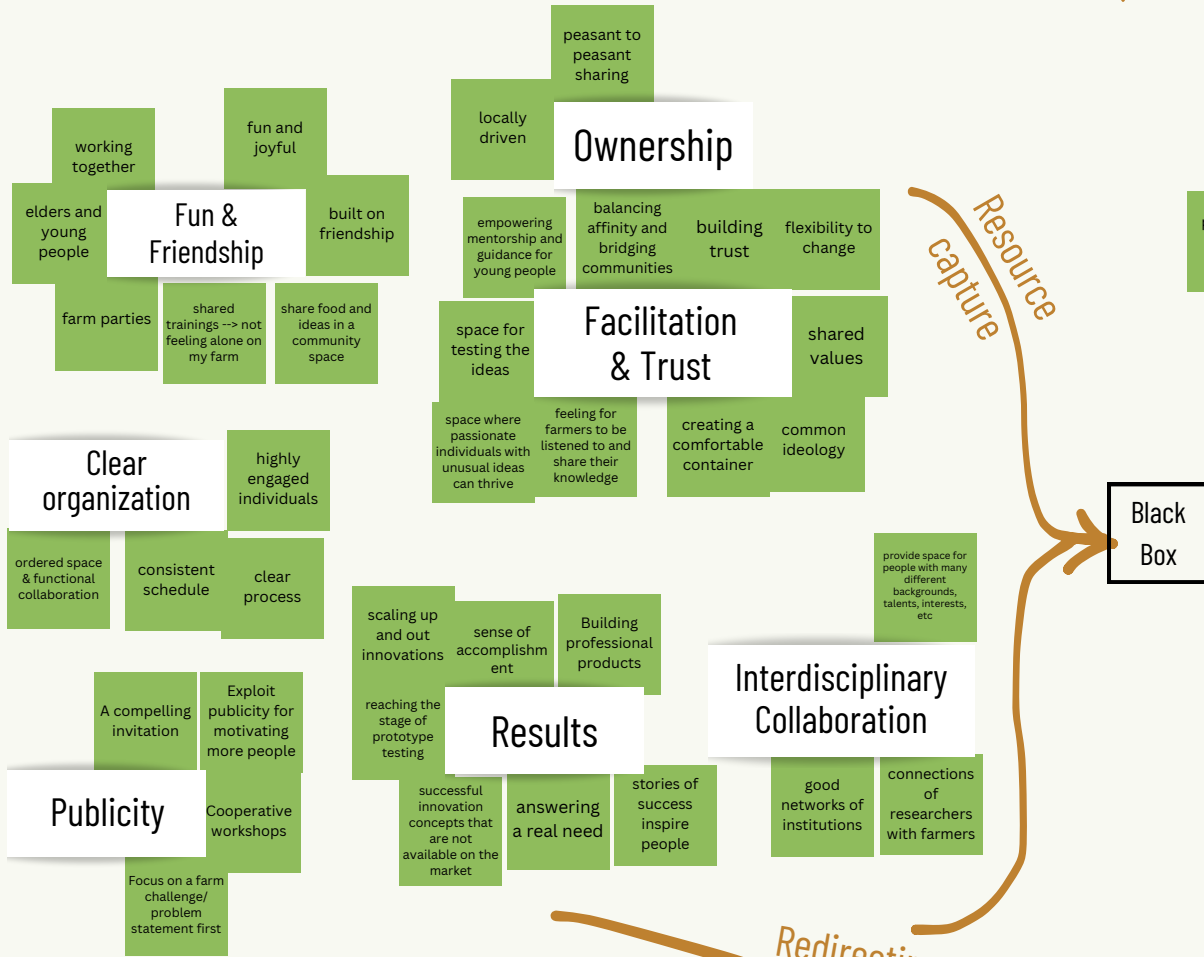 peasant to
peasant
sharing
locally
driven
Ownership
working
together
fun and
joyful
elders and
young
people
Fun &
Friendship
built on
friendship
farm parties
shared
trainings --> not
feeling alone on
my farm
share food and
ideas in a
community
space
empowering
mentorship and
guidance for
young people
balancing
affinity and
bridging
communities
building
trust
flexibility to
change
space for
testing the
ideas
Facilitation
& Trust
shared
values
space where
passionate
individuals with
unusual ideas
can thrive
feeling for
farmers to be
listened to and
share their
knowledge
creating a
comfortable
container
common
ideology
Resource
capture
Black
Box
Clear
organization
highly
engaged
individuals
ordered space
& functional
collaboration
consistent
schedule
clear
process
scaling up
and out
innovations
sense of
accomplishm
ent
Building
professional
products
reaching the
stage of
prototype
testing
Results
successful
innovation
concepts that
are not
available on the
market
answering
a real need
stories of
success
inspire
people
provide space for
people with many
different
backgrounds,
talents, interests,
etc
Interdisciplinary
Collaboration
good
networks of
institutions
connections
of
researchers
with farmers
A compelling
invitation
Exploit
publicity for
motivating
more people
Publicity
Cooperative
workshops
Focus on a farm
challenge/
problem
statement first